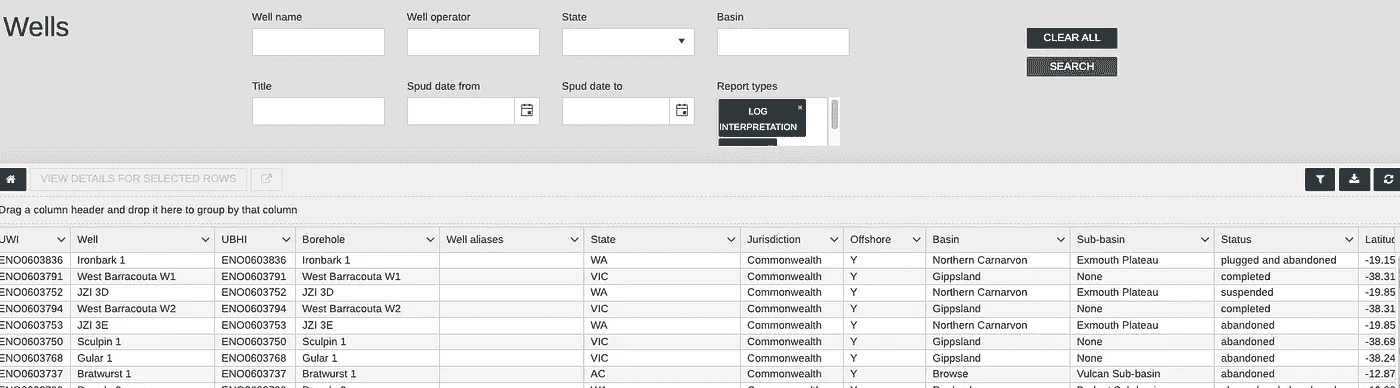 Wells
Well name Well operator State Basin
CLEAR ALL
SEARCH
Title Spud date from Spud date to Report types
LOG ×
INTERPRETATION
VIEW DETAILS FOR SELECTED ROWS
Drag a column header and drop it here to group by that column
UWI Well UBHI Borehole Well aliases State Jurisdiction Offshore Basin Sub-basin Status Latitud
ENO0603836 Ironbark 1 ENO0603836 Ironbark 1 WA Commonwealth Y Northern Carnarvon Exmouth Plateau plugged and abandoned -19.15
ENO0603791 West Barracouta W1 ENO0603791 West Barracouta W1 VIC Commonwealth Y Gippsland None completed -38.31
ENO0603752 JZI 3D ENO0603752 JZI 3D WA Commonwealth Y Northern Carnarvon Exmouth Plateau suspended -19.85
ENO0603794 West Barracouta W2 ENO0603794 West Barracouta W2 VIC Commonwealth Y Gippsland None completed -38.31
ENO0603753 JZI 3E ENO0603753 JZI 3E WA Commonwealth Y Northern Carnarvon Exmouth Plateau abandoned -19.85
ENO0603750 Sculpin 1 ENO0603750 Sculpin 1 VIC Commonwealth Y Gippsland None abandoned -38.69
ENO0603768 Gular 1 ENO0603768 Gular 1 VIC Commonwealth Y Gippsland None abandoned -38.24
ENO0603737 Bratwurst 1 ENO0603737 Bratwurst 1 AC Commonwealth Y Browse Vulcan Sub-basin abandoned -12.87